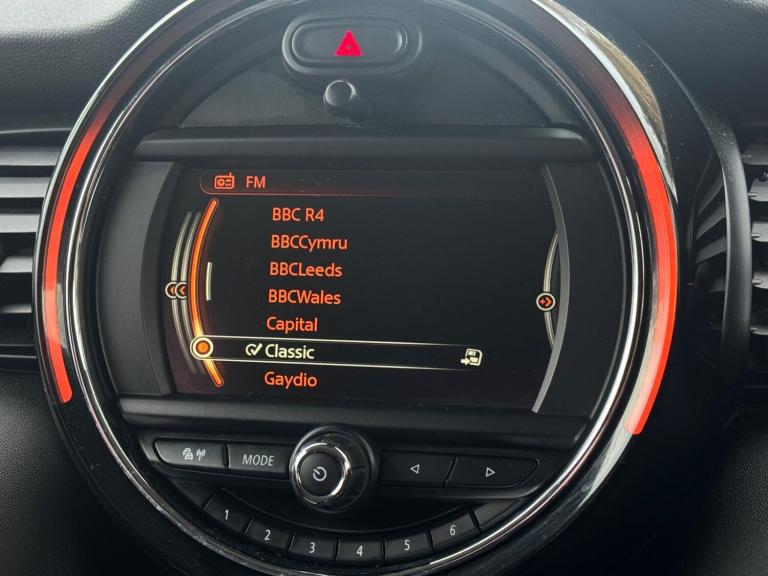 FM
BBC R4
BBCCymru
BBCLeeds
BBCWales
Capital
Classic
Gaydio
MODE
1 2 3 4 5 6